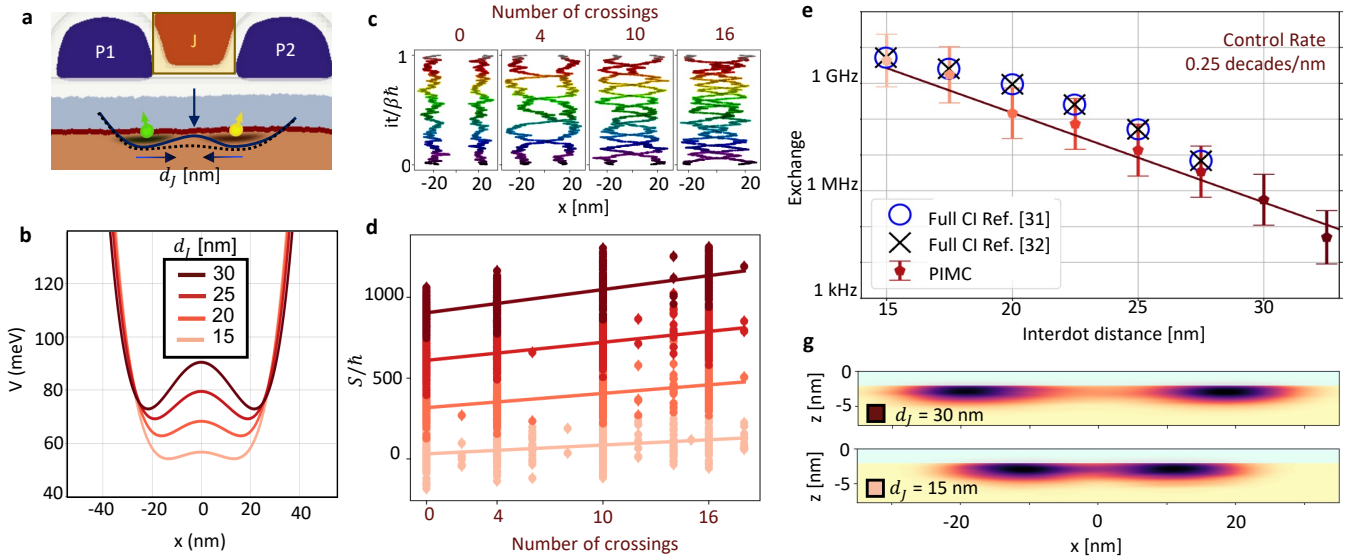 a
P1
J
P2
d_J [nm]
b
d_J [nm]
30
25
20
15
V (meV)
120
100
80
60
40
-40
-20
0
20
40
x (nm)
c
Number of crossings
0
4
10
16
it/βħ
1
0
-20
20
-20
20
-20
20
-20
20
x [nm]
d
S/ħ
1000
500
0
0
4
10
16
Number of crossings
e
Control Rate
0.25 decades/nm
Exchange
1 GHz
1 MHz
1 kHz
Full CI Ref. [31]
Full CI Ref. [32]
PIMC
15
20
25
30
Interdot distance [nm]
g
z [nm]
0
-5
d_J = 30 nm
z [nm]
0
-5
d_J = 15 nm
-20
0
20
x [nm]